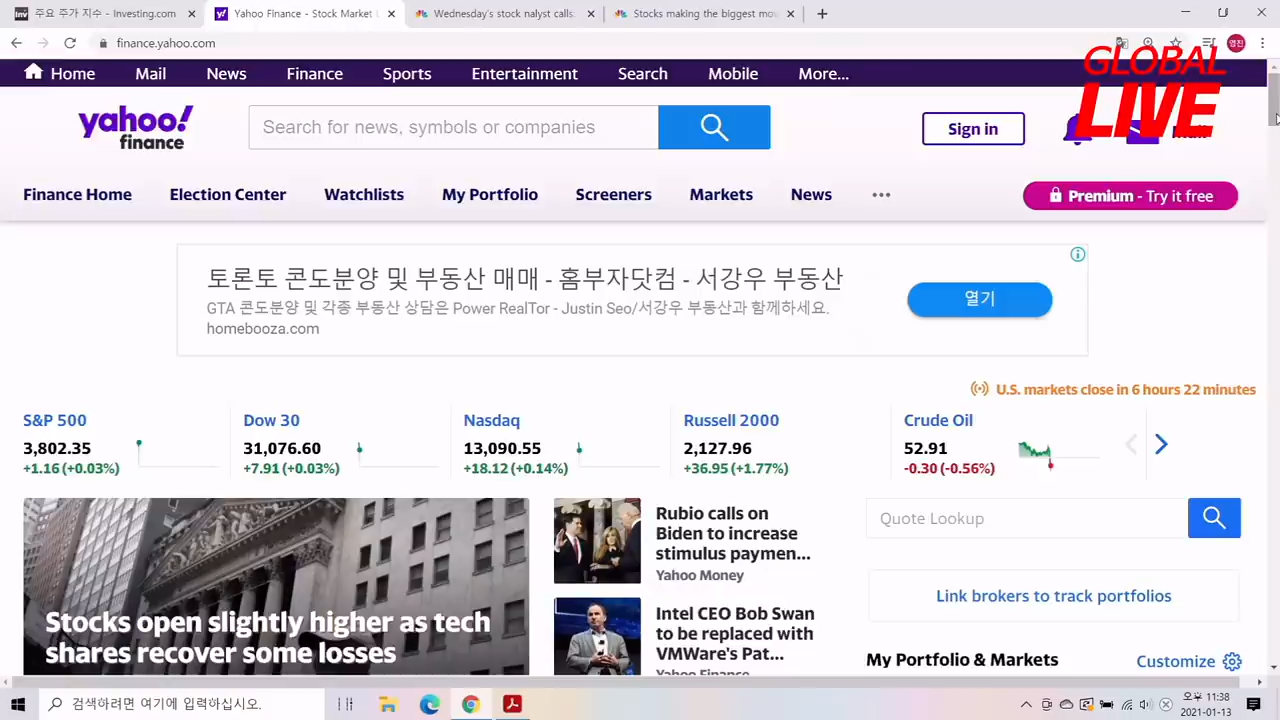 주요 주가 지수 - Investing.com
Yahoo Finance - Stock Market L
Wednesday's stock nalyst calls:
Stocks making the biggest mov
finance.yahoo.com
영진
GLOBAL
LIVE
Home
Mail
News
Finance
Sports
Entertainment
Search
Mobile
More...
yahoo!
finance
Search for news, symbols or companies
Sign in
Mail
Finance Home
Election Center
Watchlists
My Portfolio
Screeners
Markets
News
Premium - Try it free
토론토 콘도분양 및 부동산 매매 - 홈부자닷컴 - 서강우 부동산
GTA 콘도분양 및 각종 부동산 상담은 Power RealTor - Justin Seo/서강우 부동산과 함께하세요.
homebooza.com
열기
U.S. markets close in 6 hours 22 minutes
S&P 500
3,802.35
+1.16 (+0.03%)
Dow 30
31,076.60
+7.91 (+0.03%)
Nasdaq
13,090.55
+18.12 (+0.14%)
Russell 2000
2,127.96
+36.95 (+1.77%)
Crude Oil
52.91
-0.30 (-0.56%)
Stocks open slightly higher as tech
shares recover some losses
Rubio calls on
Biden to increase
stimulus paymen...
Yahoo Money
Intel CEO Bob Swan
to be replaced with
VMWare's Pat...
Yahoo Finance
Quote Lookup
Link brokers to track portfolios
My Portfolio & Markets
Customize
검색하려면 여기에 입력하십시오.
오후 11:38
2021-01-13